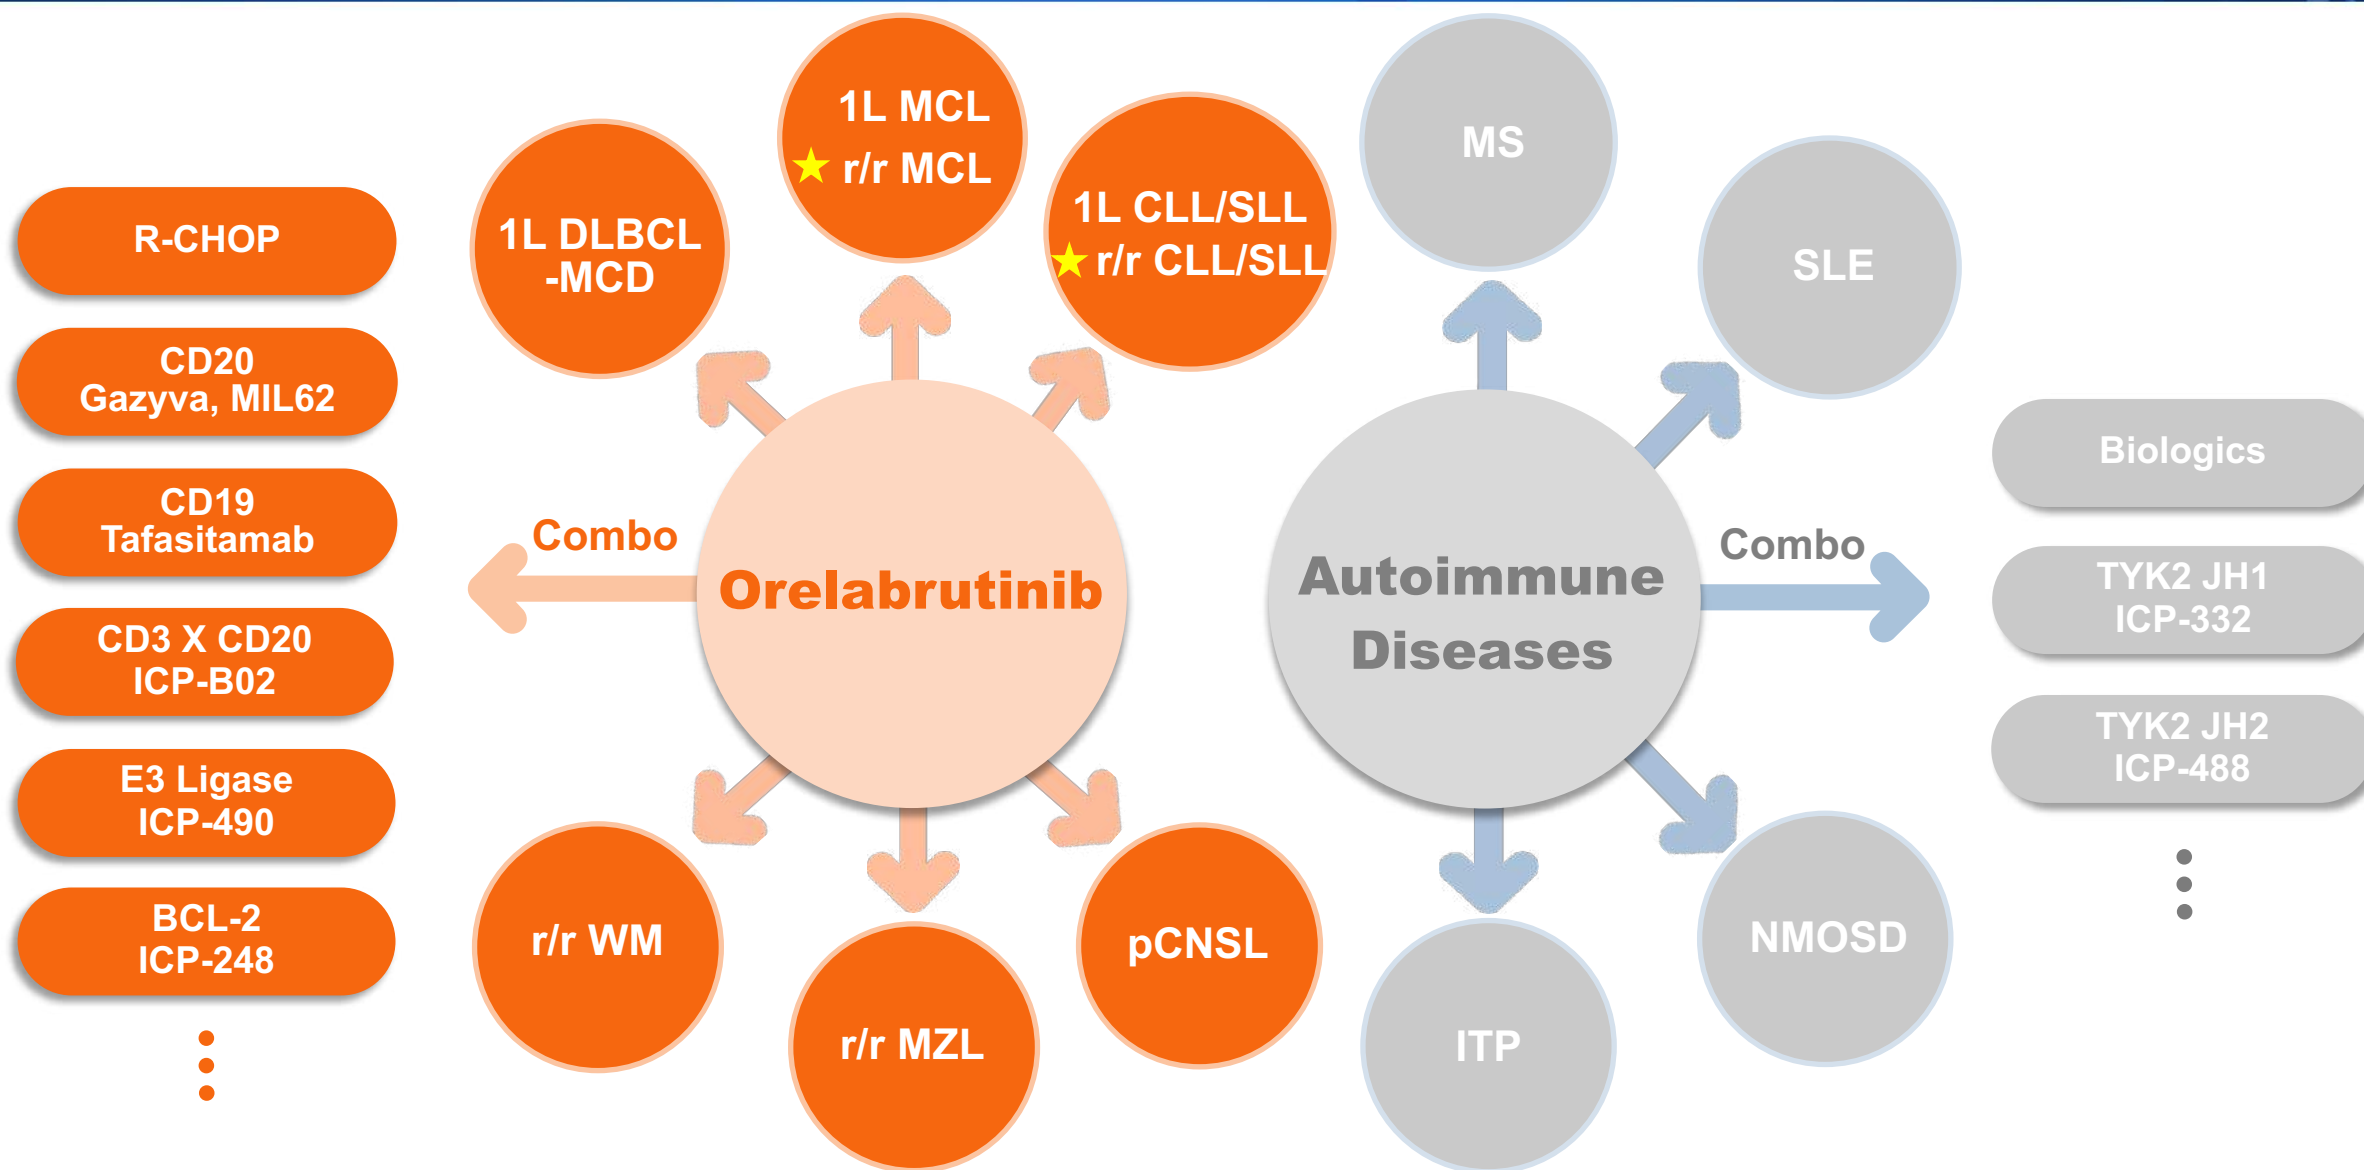 R-CHOP
CD20
Gazyva, MIL62
CD19
Tafasitamab
CD3 X CD20
ICP-B02
E3 Ligase
ICP-490
BCL-2
ICP-248
Combo
Orelabrutinib
1L DLBCL
-MCD
1L MCL
r/r MCL
1L CLL/SLL
r/r CLL/SLL
r/r WM
r/r MZL
pCNSL
Autoimmune
Diseases
MS
SLE
Combo
NMOSD
ITP
Biologics
TYK2 JH1
ICP-332
TYK2 JH2
ICP-488